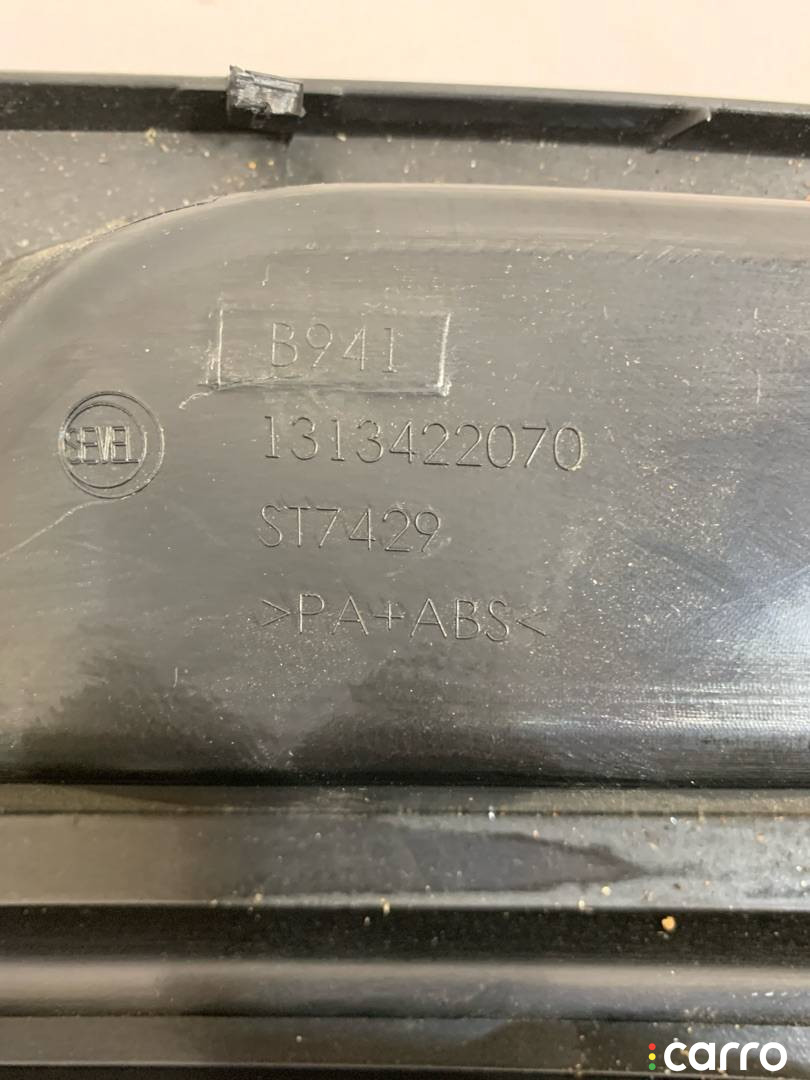 B941
SEVEL
1313422070
ST7429
>PA+ABS<
carro